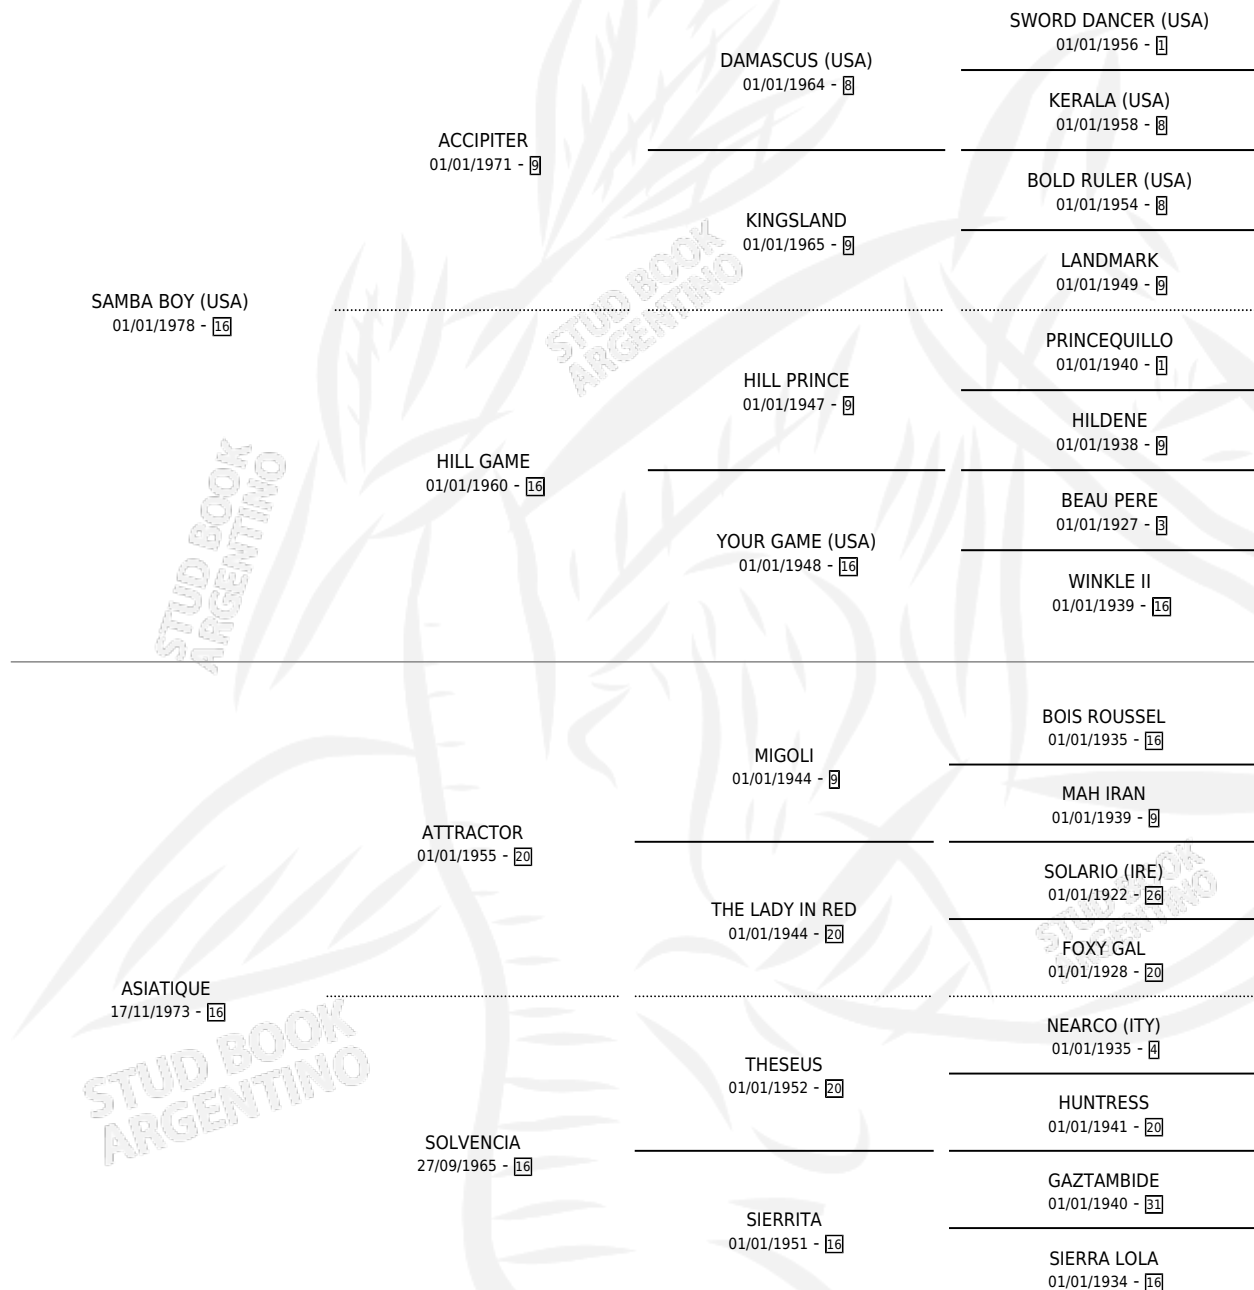 SWORD DANCER (USA)
01/01/1956 - 1
DAMASCUS (USA)
01/01/1964 - 8
KERALA (USA)
01/01/1958 - 8
ACCIPITER
01/01/1971 - 9
BOLD RULER (USA)
01/01/1954 - 8
KINGSLAND
01/01/1965 - 9
LANDMARK
01/01/1949 - 9
SAMBA BOY (USA)
01/01/1978 - 16
PRINCEQUILLO
01/01/1940 - 1
HILL PRINCE
01/01/1947 - 9
HILDENE
01/01/1938 - 9
HILL GAME
01/01/1960 - 16
BEAU PERE
01/01/1927 - 3
YOUR GAME (USA)
01/01/1948 - 16
WINKLE II
01/01/1939 - 16
BOIS ROUSSEL
01/01/1935 - 16
MIGOLI
01/01/1944 - 9
MAH IRAN
01/01/1939 - 9
ATTRACTOR
01/01/1955 - 20
SOLARIO (IRE)
01/01/1922 - 26
THE LADY IN RED
01/01/1944 - 20
FOXY GAL
01/01/1928 - 20
ASIATIQUE
17/11/1973 - 16
NEARCO (ITY)
01/01/1935 - 4
THESEUS
01/01/1952 - 20
HUNTRESS
01/01/1941 - 20
SOLVENCIA
27/09/1965 - 16
GAZTAMBIDE
01/01/1940 - 31
SIERRITA
01/01/1951 - 16
SIERRA LOLA
01/01/1934 - 16
STUD BOOK
ARGENTINO
STUD BOOK
ARGENTINO
STUD BOOK
ARGENTINO
STUD BOOK
ARGENTINO